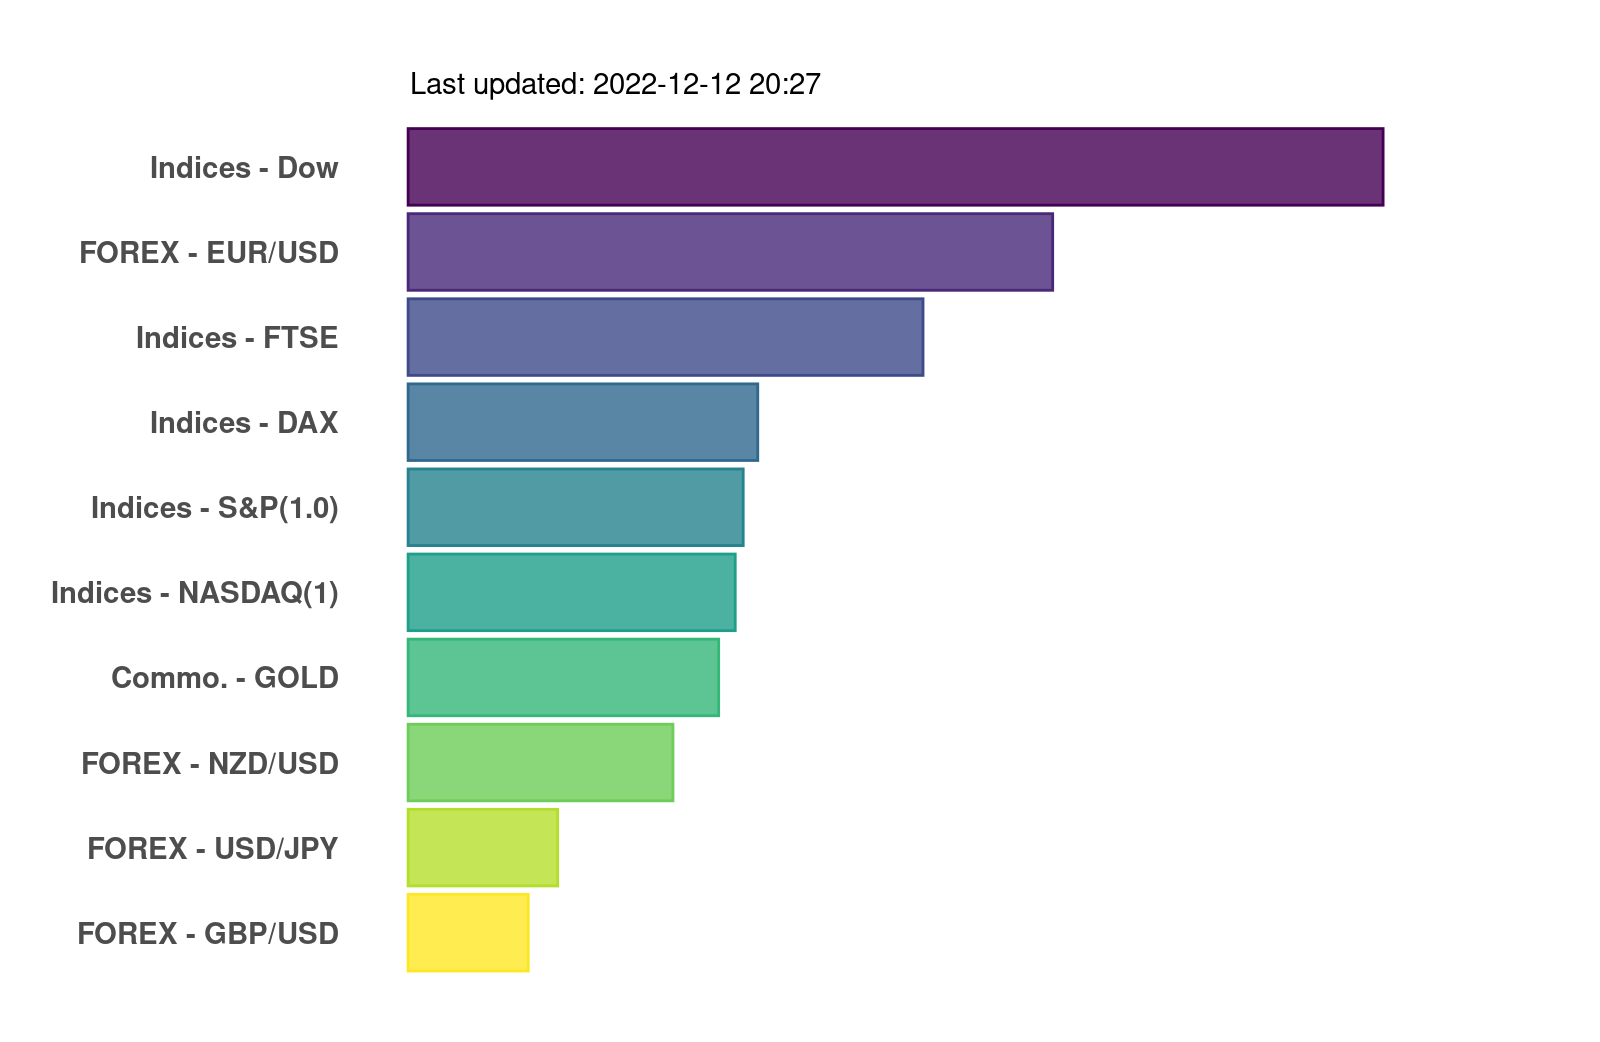 Last updated: 2022-12-12 20:27
Indices - Dow
FOREX - EUR/USD
Indices - FTSE
Indices - DAX
Indices - S&P(1.0)
Indices - NASDAQ(1)
Commo. - GOLD
FOREX - NZD/USD
FOREX - USD/JPY
FOREX - GBP/USD